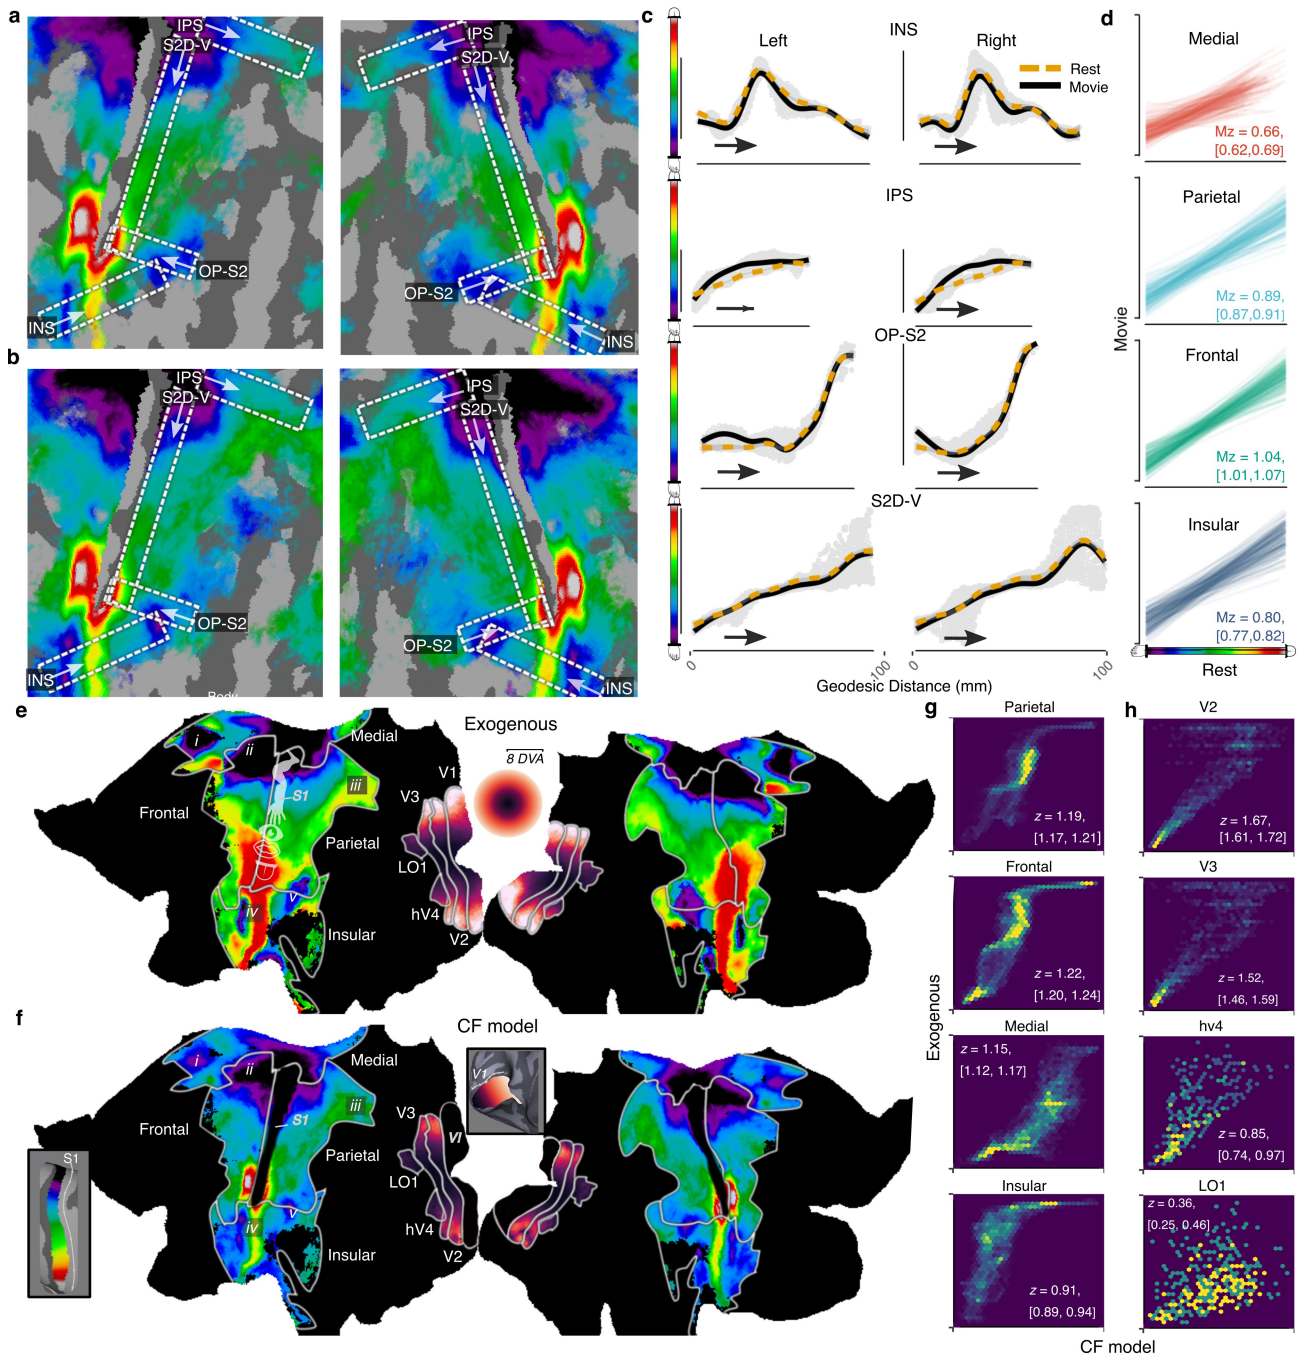 a
IPS
S2D-V
OP-S2
INS
IPS
S2D-V
OP-S2
INS
b
IPS
S2D-V
OP-S2
INS
IPS
S2D-V
OP-S2
INS
c
INS
Left
Right
Rest
Movie
IPS
OP-S2
S2D-V
0
100
0
100
Geodesic Distance (mm)
d
Medial
Mz = 0.66,
[0.62,0.69]
Parietal
Mz = 0.89,
[0.87,0.91]
Movie
Frontal
Mz = 1.04,
[1.01,1.07]
Insular
Mz = 0.80,
[0.77,0.82]
Rest
e
Exogenous
8 DVA
i
ii
Medial
iii
S1
Frontal
Parietal
iv
v
Insular
V1
V3
LO1
hV4
V2
f
CF model
i
ii
Medial
iii
S1
Frontal
Parietal
iv
v
Insular
V1
V3
VI
LO1
hV4
V2
S1
g
Parietal
z = 1.19,
[1.17, 1.21]
Frontal
z = 1.22,
[1.20, 1.24]
Exogenous
Medial
z = 1.15,
[1.12, 1.17]
Insular
z = 0.91,
[0.89, 0.94]
h
V2
z = 1.67,
[1.61, 1.72]
V3
z = 1.52,
[1.46, 1.59]
hv4
z = 0.85,
[0.74, 0.97]
LO1
z = 0.36,
[0.25, 0.46]
CF model